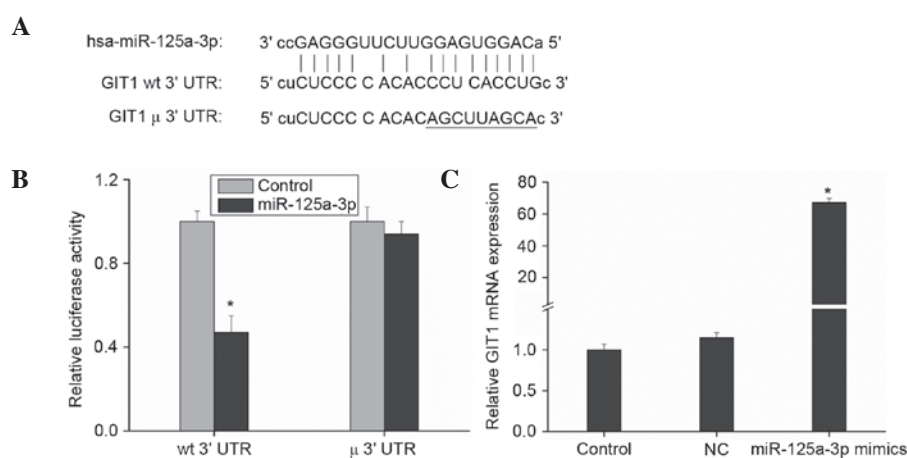 A
hsa-miR-125a-3p: 3' ccGAGGGUUCUUGGAGUGGACa 5'
GIT1 wt 3' UTR: 5' cuCUCCC C ACACCCU CACCUGc 3'
GIT1 μ 3' UTR: 5' cuCUCCC C ACACAGCUUAGCAc 3'
B
Relative luciferase activity
1.2
0.8
0.4
0.0
Control
miR-125a-3p
*
wt 3' UTR
μ 3' UTR
C
Relative GIT1 mRNA expression
80
60
40
20
1.0
0.5
0.0
*
Control
NC
miR-125a-3p mimics